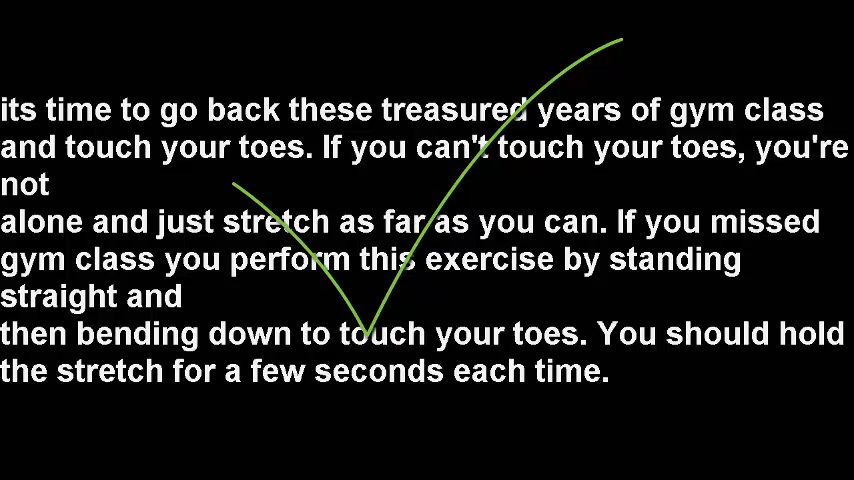 its time to go back these treasured years of gym class
and touch your toes. If you can't touch your toes, you're
not
alone and just stretch as far as you can. If you missed
gym class you perform this exercise by standing
straight and
then bending down to touch your toes. You should hold
the stretch for a few seconds each time.